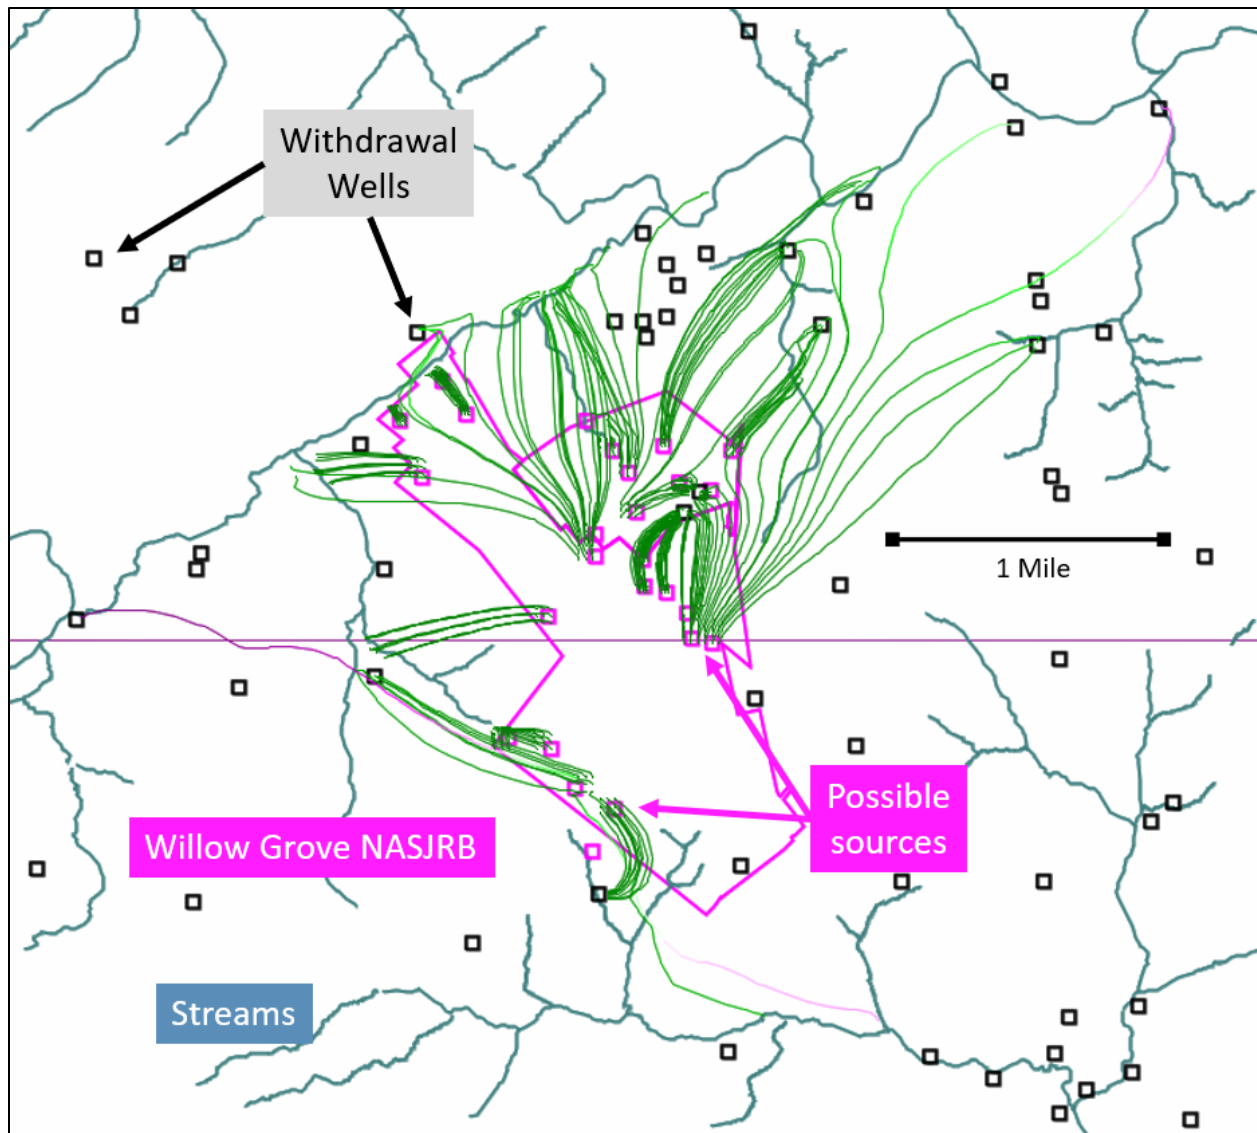 Withdrawal
Wells
1 Mile
Possible
sources
Willow Grove NASJRB
Streams